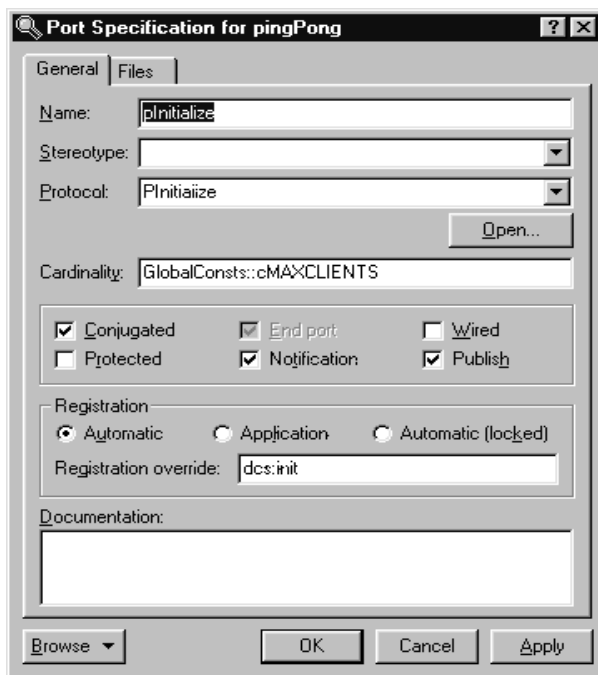 Port Specification for pingPong
General Files
Name: pInitialize
Stereotype:
Protocol: PInitiaiize
Open...
Cardinality: GlobalConsts::cMAXCLIENTS
Conjugated End port Wired
Protected Notification Publish
Registration
Automatic Application Automatic (locked)
Registration override: dcs:init
Documentation:
Browse OK Cancel Apply